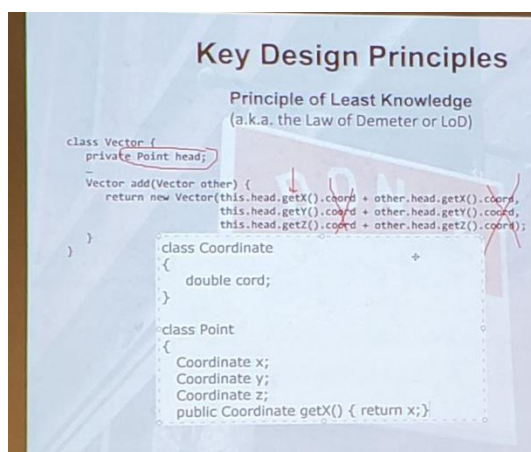 Key Design Principles
Principle of Least Knowledge
(a.k.a. the Law of Demeter or LoD)
class Vector {
private Point head;
…
Vector add(Vector other) {
return new Vector(this.head.getX().coord + other.head.getX().coord,
this.head.getY().coord + other.head.getY().coord,
this.head.getZ().coord + other.head.getZ().coord);
}
}
class Coordinate
{
double cord;
}
class Point
{
Coordinate x;
Coordinate y;
Coordinate z;
public Coordinate getX() { return x;}